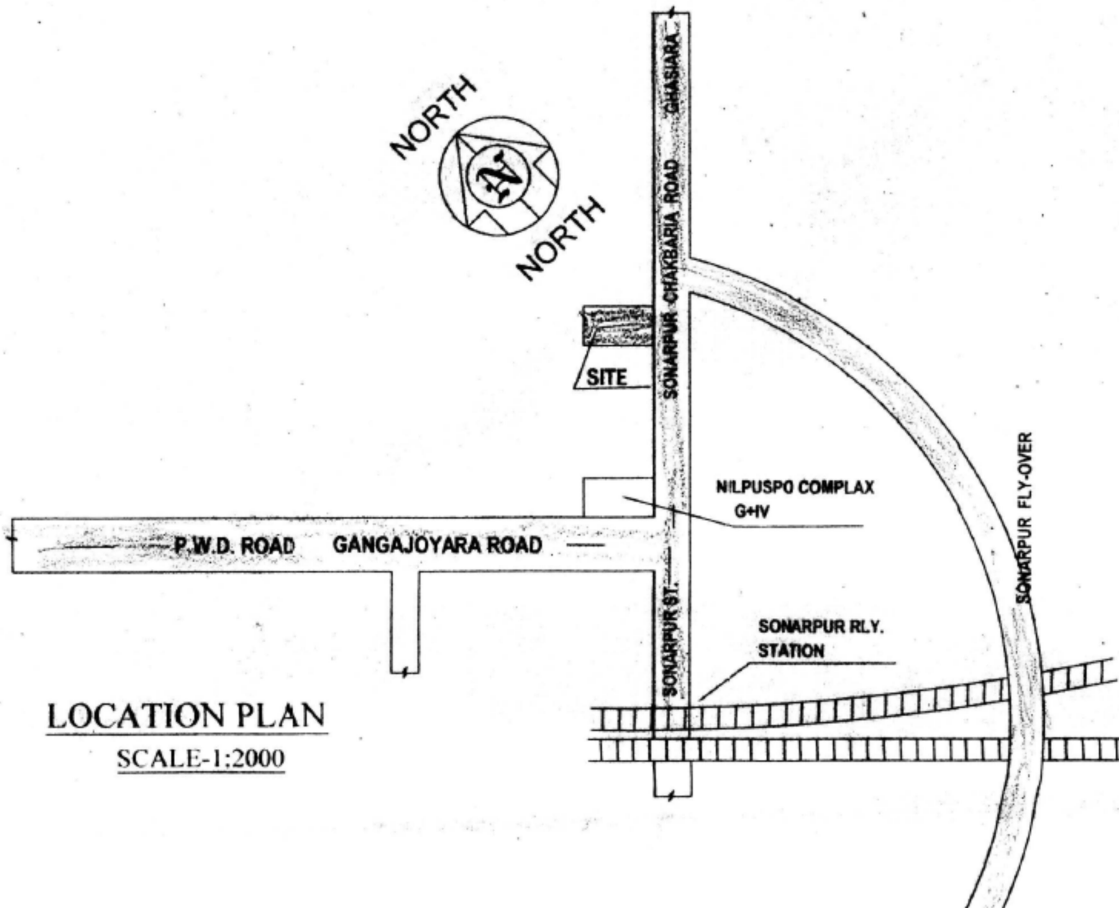 GHASIARA
NORTH
N
NORTH
SONARPUR CHAKBARIA ROAD
SITE
SONARPUR FLY-OVER
NILPUSPO COMPLAX
G+IV
P.W.D. ROAD GANGAJOYARA ROAD
SONARPUR ST.
SONARPUR RLY.
STATION
LOCATION PLAN
SCALE-1:2000